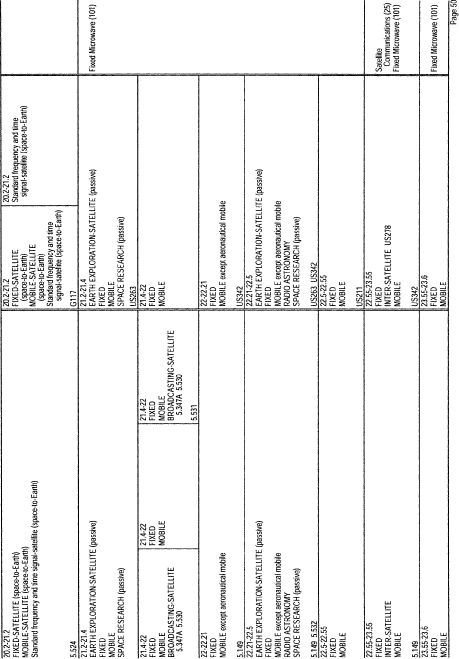 20.2-21.2
FIXED-SATELLITE (space-to-Earth)
MOBILE-SATELLITE (space-to-Earth)
Standard frequency and time signal-satellite (space-to-Earth)
5.524
20.2-21.2
FIXED-SATELLITE
(space-to-Earth)
MOBILE-SATELLITE
(space-to-Earth)
Standard frequency and time
signal-satellite (space-to-Earth)
G117
20.2-21.2
Standard frequency and time
signal-satellite (space-to-Earth)
21.2-21.4
EARTH EXPLORATION-SATELLITE (passive)
FIXED
MOBILE
SPACE RESEARCH (passive)
21.2-21.4
EARTH EXPLORATION-SATELLITE (passive)
FIXED
MOBILE
SPACE RESEARCH (passive)
US263
Fixed Microwave (101)
21.4-22
FIXED
MOBILE
BROADCASTING-SATELLITE
5.347A 5.530
21.4-22
FIXED
MOBILE
21.4-22
FIXED
MOBILE
BROADCASTING-SATELLITE
5.347A 5.530
5.531
21.4-22
FIXED
MOBILE
22-22.21
FIXED
MOBILE except aeronautical mobile
5.149
22-22.21
FIXED
MOBILE except aeronautical mobile
US342
22.21-22.5
EARTH EXPLORATION-SATELLITE (passive)
FIXED
MOBILE except aeronautical mobile
RADIO ASTRONOMY
SPACE RESEARCH (passive)
5.149 5.532
22.21-22.5
EARTH EXPLORATION-SATELLITE (passive)
FIXED
MOBILE except aeronautical mobile
RADIO ASTRONOMY
SPACE RESEARCH (passive)
US263 US342
22.5-22.55
FIXED
MOBILE
22.5-22.55
FIXED
MOBILE
US211
22.55-23.55
FIXED
INTER-SATELLITE
MOBILE
5.149
22.55-23.55
FIXED
INTER-SATELLITE US278
MOBILE
US342
Satellite
Communications (25)
Fixed Microwave (101)
23.55-23.6
FIXED
MOBILE
23.55-23.6
FIXED
MOBILE
Fixed Microwave (101)
Page 50